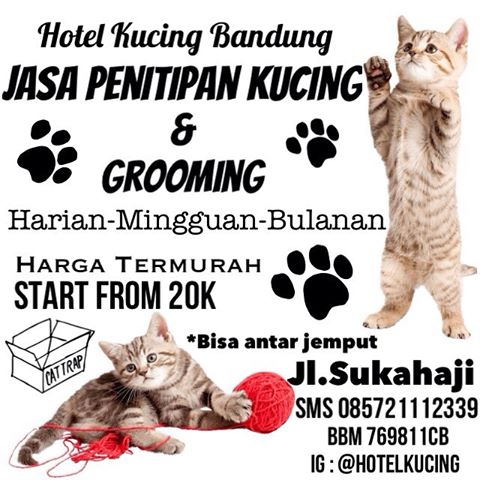 Hotel Kucing Bandung
JASA PENITIPAN KUCING
&
GROOMING
Harian-Mingguan-Bulanan
HARGA TERMURAH
START FROM 20K
*Bisa antar jemput
CAT TRAP
Jl.Sukahaji
SMS 085721112339
BBM 769811CB
IG : @HOTELKUCING